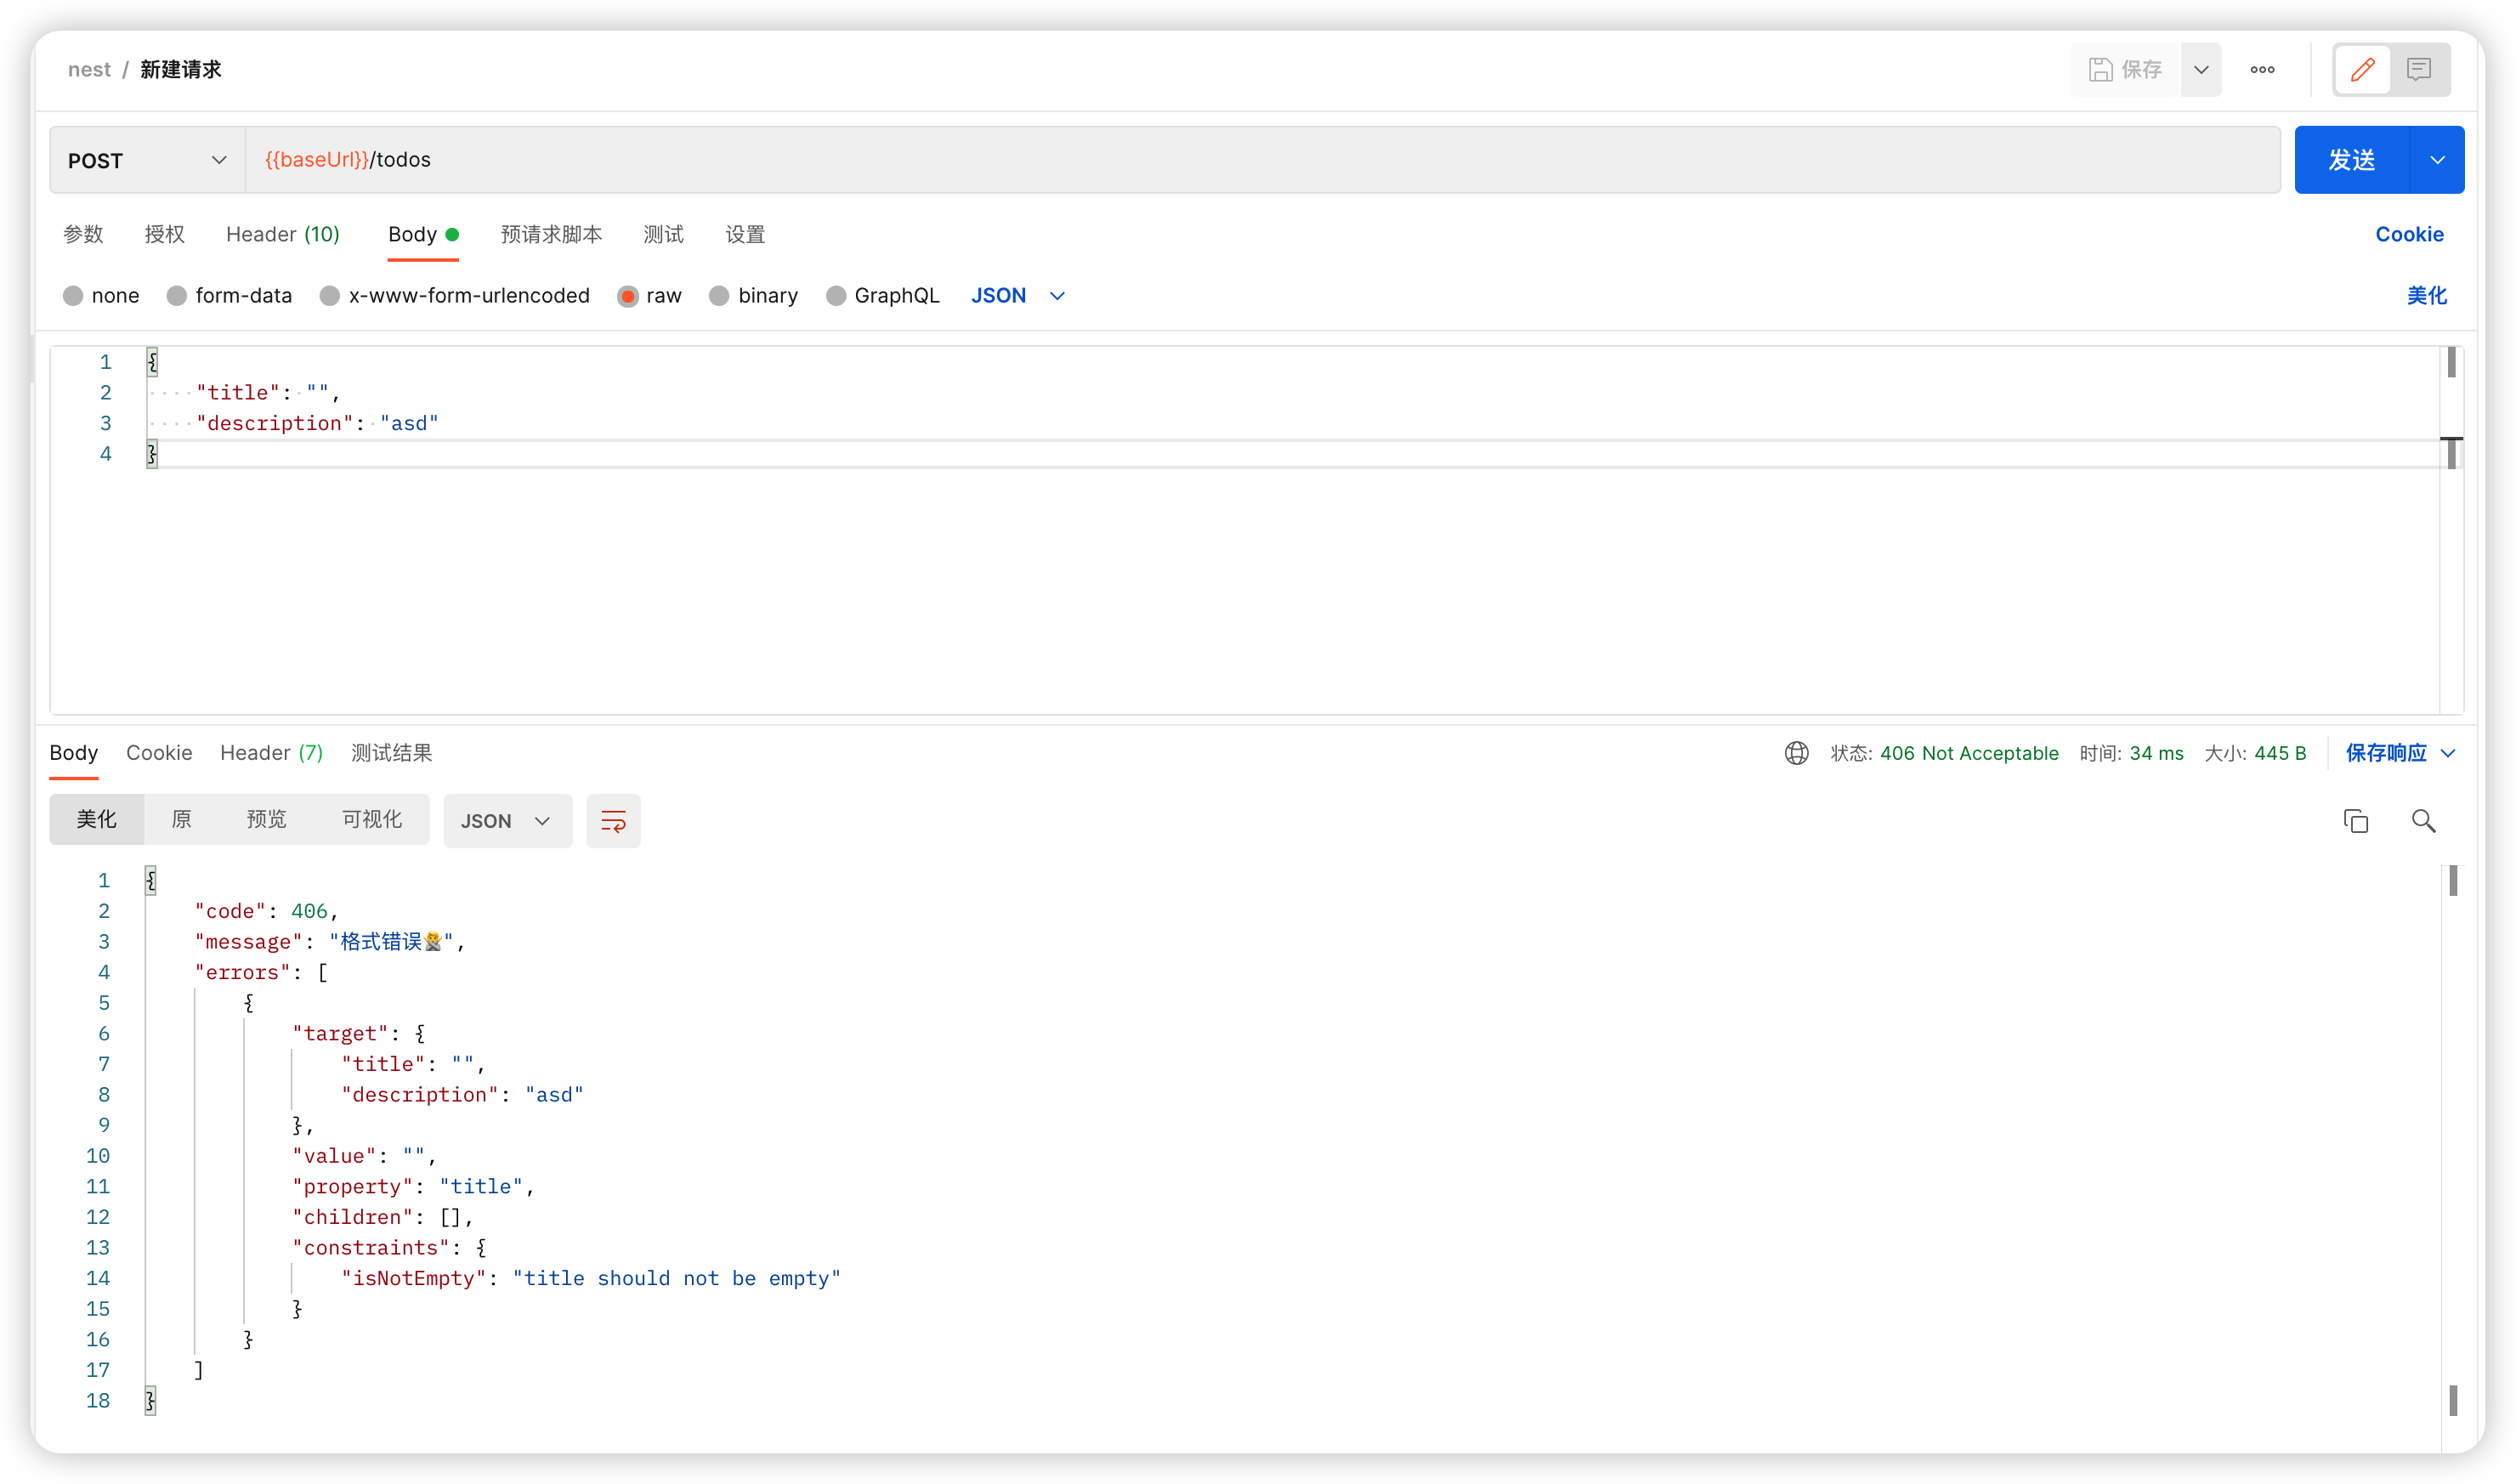 nest / 新建请求
保存
POST
{{baseUrl}}/todos
发送
参数 授权 Header (10) Body 预请求脚本 测试 设置 Cookie
none form-data x-www-form-urlencoded raw binary GraphQL JSON 美化
1 {
2 "title": "",
3 "description": "asd"
4 }
Body Cookie Header (7) 测试结果 状态: 406 Not Acceptable 时间: 34 ms 大小: 445 B 保存响应
美化 原 预览 可视化 JSON
1 {
2 "code": 406,
3 "message": "格式错误🙅‍♂️",
4 "errors": [
5 {
6 "target": {
7 "title": "",
8 "description": "asd"
9 },
10 "value": "",
11 "property": "title",
12 "children": [],
13 "constraints": {
14 "isNotEmpty": "title should not be empty"
15 }
16 }
17 ]
18 }